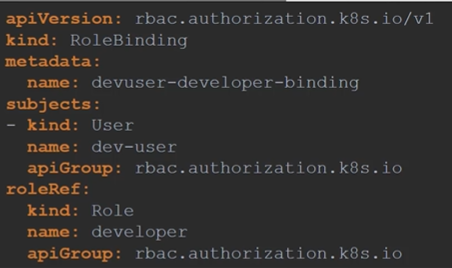 apiVersion: rbac.authorization.k8s.io/v1
kind: RoleBinding
metadata:
  name: devuser-developer-binding
subjects:
- kind: User
  name: dev-user
  apiGroup: rbac.authorization.k8s.io
roleRef:
  kind: Role
  name: developer
  apiGroup: rbac.authorization.k8s.io